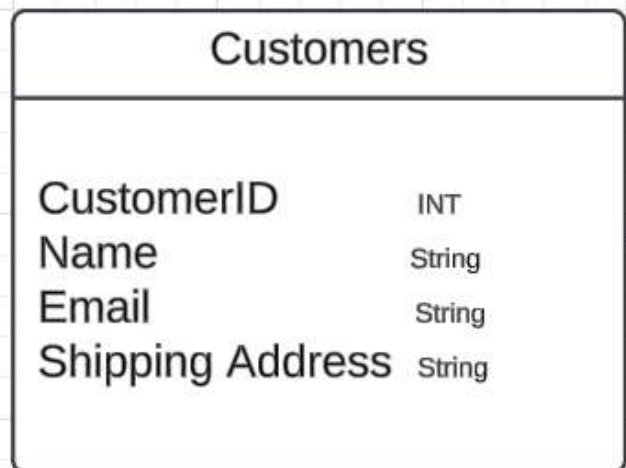 Customers
CustomerID INT
Name String
Email String
Shipping Address String